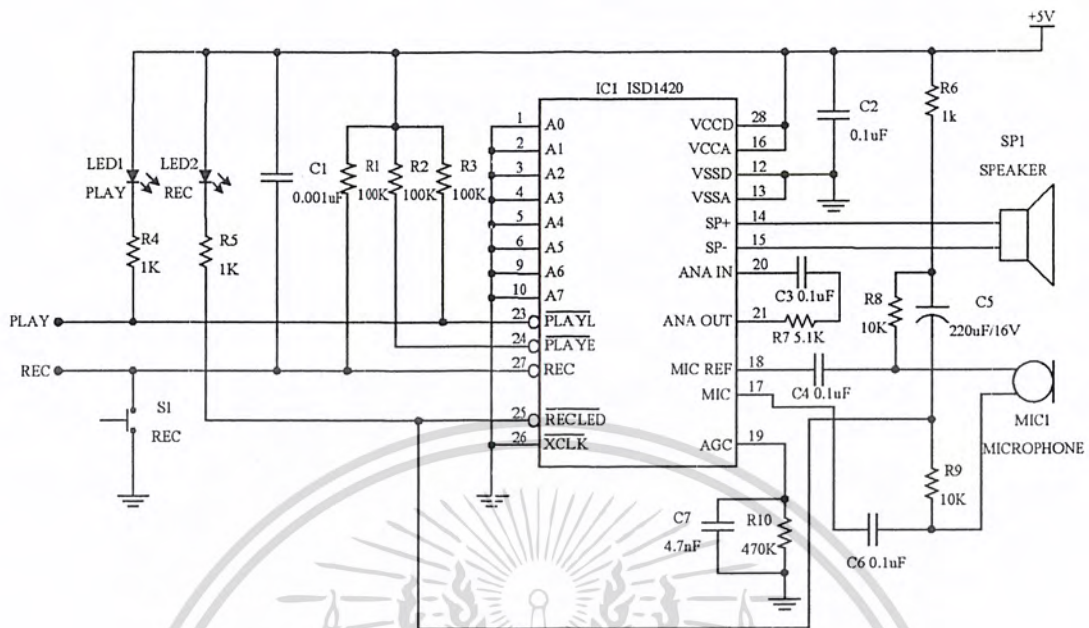 +5V
IC1 ISD1420
LED1
PLAY
LED2
REC
R4
1K
R5
1K
C1
0.001uF
R1
100K
R2
100K
R3
100K
1 A0
2 A1
3 A2
4 A3
5 A4
6 A5
9 A6
10 A7
23 PLAYL
24 PLAYE
27 REC
25 RECLED
26 XCLK
VCCD 28
VCCA 16
VSSD 12
VSSA 13
SP+ 14
SP- 15
ANA IN 20
ANA OUT 21
MIC REF 18
MIC 17
AGC 19
C2
0.1uF
R6
1k
SP1
SPEAKER
C3 0.1uF
R7 5.1K
R8
10K
C5
220uF/16V
C4 0.1uF
MIC1
MICROPHONE
R9
10K
C6 0.1uF
C7
4.7nF
R10
470K
PLAY
REC
S1
REC